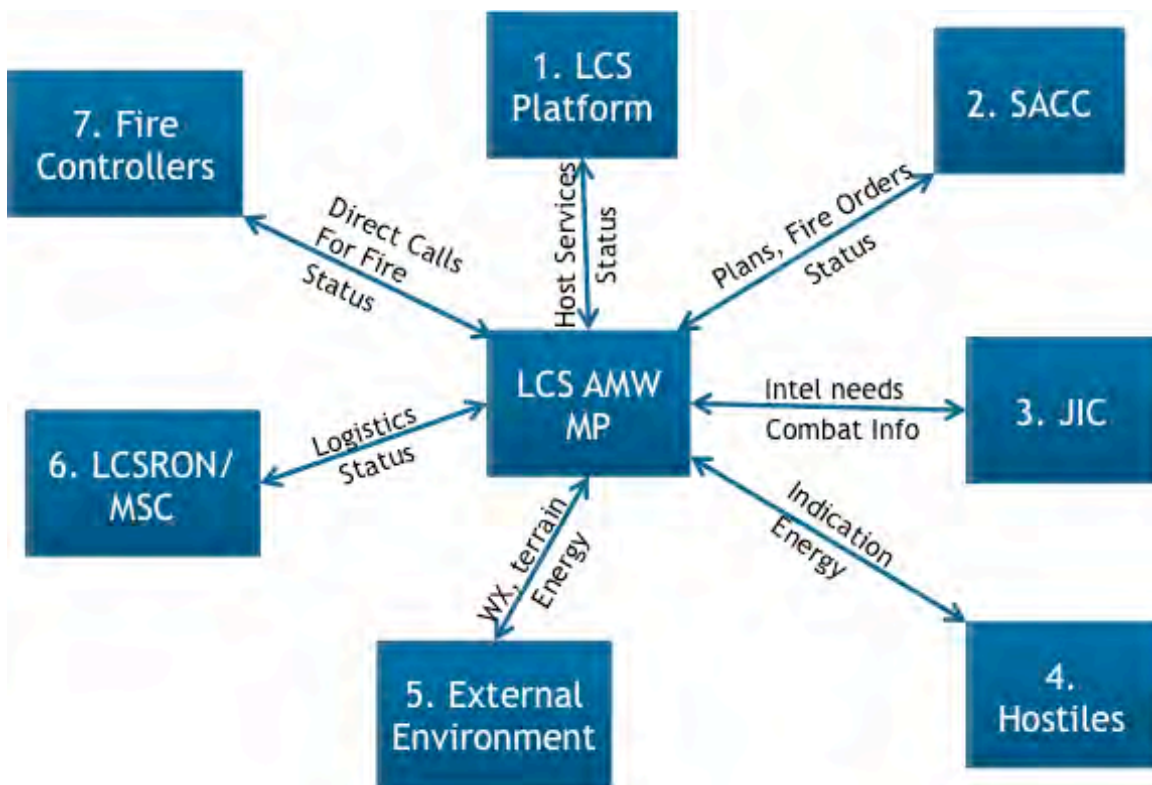 1. LCS
Platform
2. SACC
7. Fire
Controllers
Direct Calls
For Fire
Status
Host Services
Status
Plans, Fire Orders
Status
LCS AMW
MP
Intel needs
Combat Info
3. JIC
6. LCSRON/
MSC
Logistics
Status
Indication
Energy
WX, terrain
Energy
5. External
Environment
4.
Hostiles